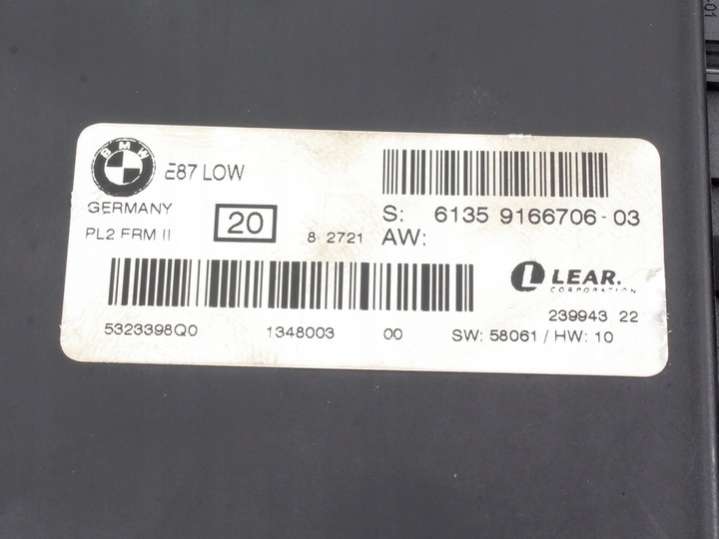 BMW
E87 LOW
GERMANY
PL2 FRM II
20
8 2721
S: 6135 9166706-03
AW:
LEAR.
CORPORATION
239943 22
5323398Q0 1348003 00 SW: 58061 / HW: 10